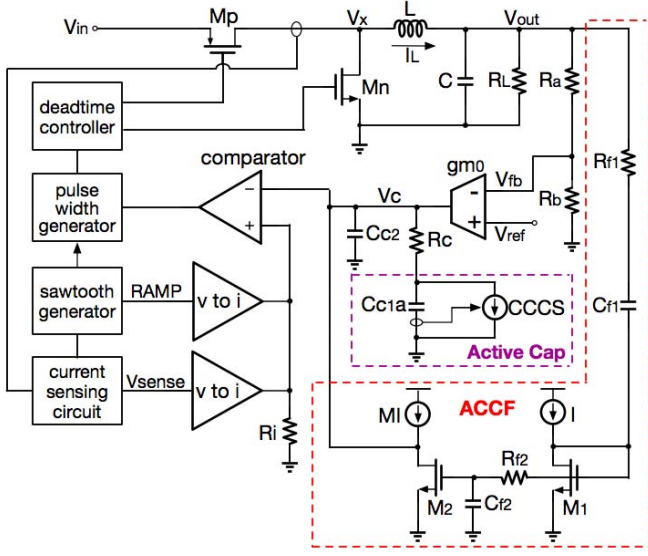 Mp
Vin
Vx
L
Vout
IL
deadtime
controller
Mn
C
RL
Ra
comparator
gm0
Rf1
pulse
width
generator
−
+
Vc
-
+
Vfb
Vref
Rb
Cc2
Rc
sawtooth
generator
RAMP
v to i
Cc1a
CCCS
Cf1
Active Cap
current
sensing
circuit
Vsense
v to i
Ri
MI
ACCF
I
Rf2
M2
Cf2
M1